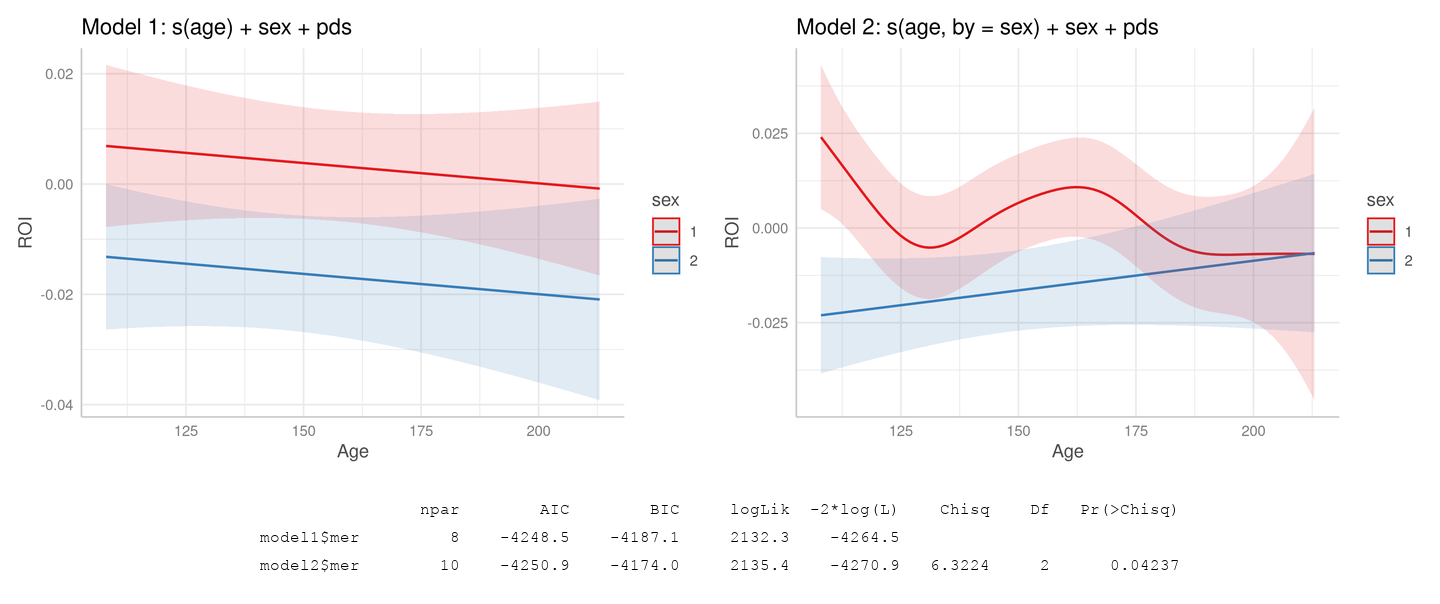 Model 1: s(age) + sex + pds
0.02
0.00
-0.02
-0.04
ROI
125 150 175 200
Age
sex
1
2
Model 2: s(age, by = sex) + sex + pds
0.025
0.000
-0.025
ROI
125 150 175 200
Age
sex
1
2
npar AIC BIC logLik -2*log(L) Chisq Df Pr(>Chisq)
model1$mer 8 -4248.5 -4187.1 2132.3 -4264.5
model2$mer 10 -4250.9 -4174.0 2135.4 -4270.9 6.3224 2 0.04237